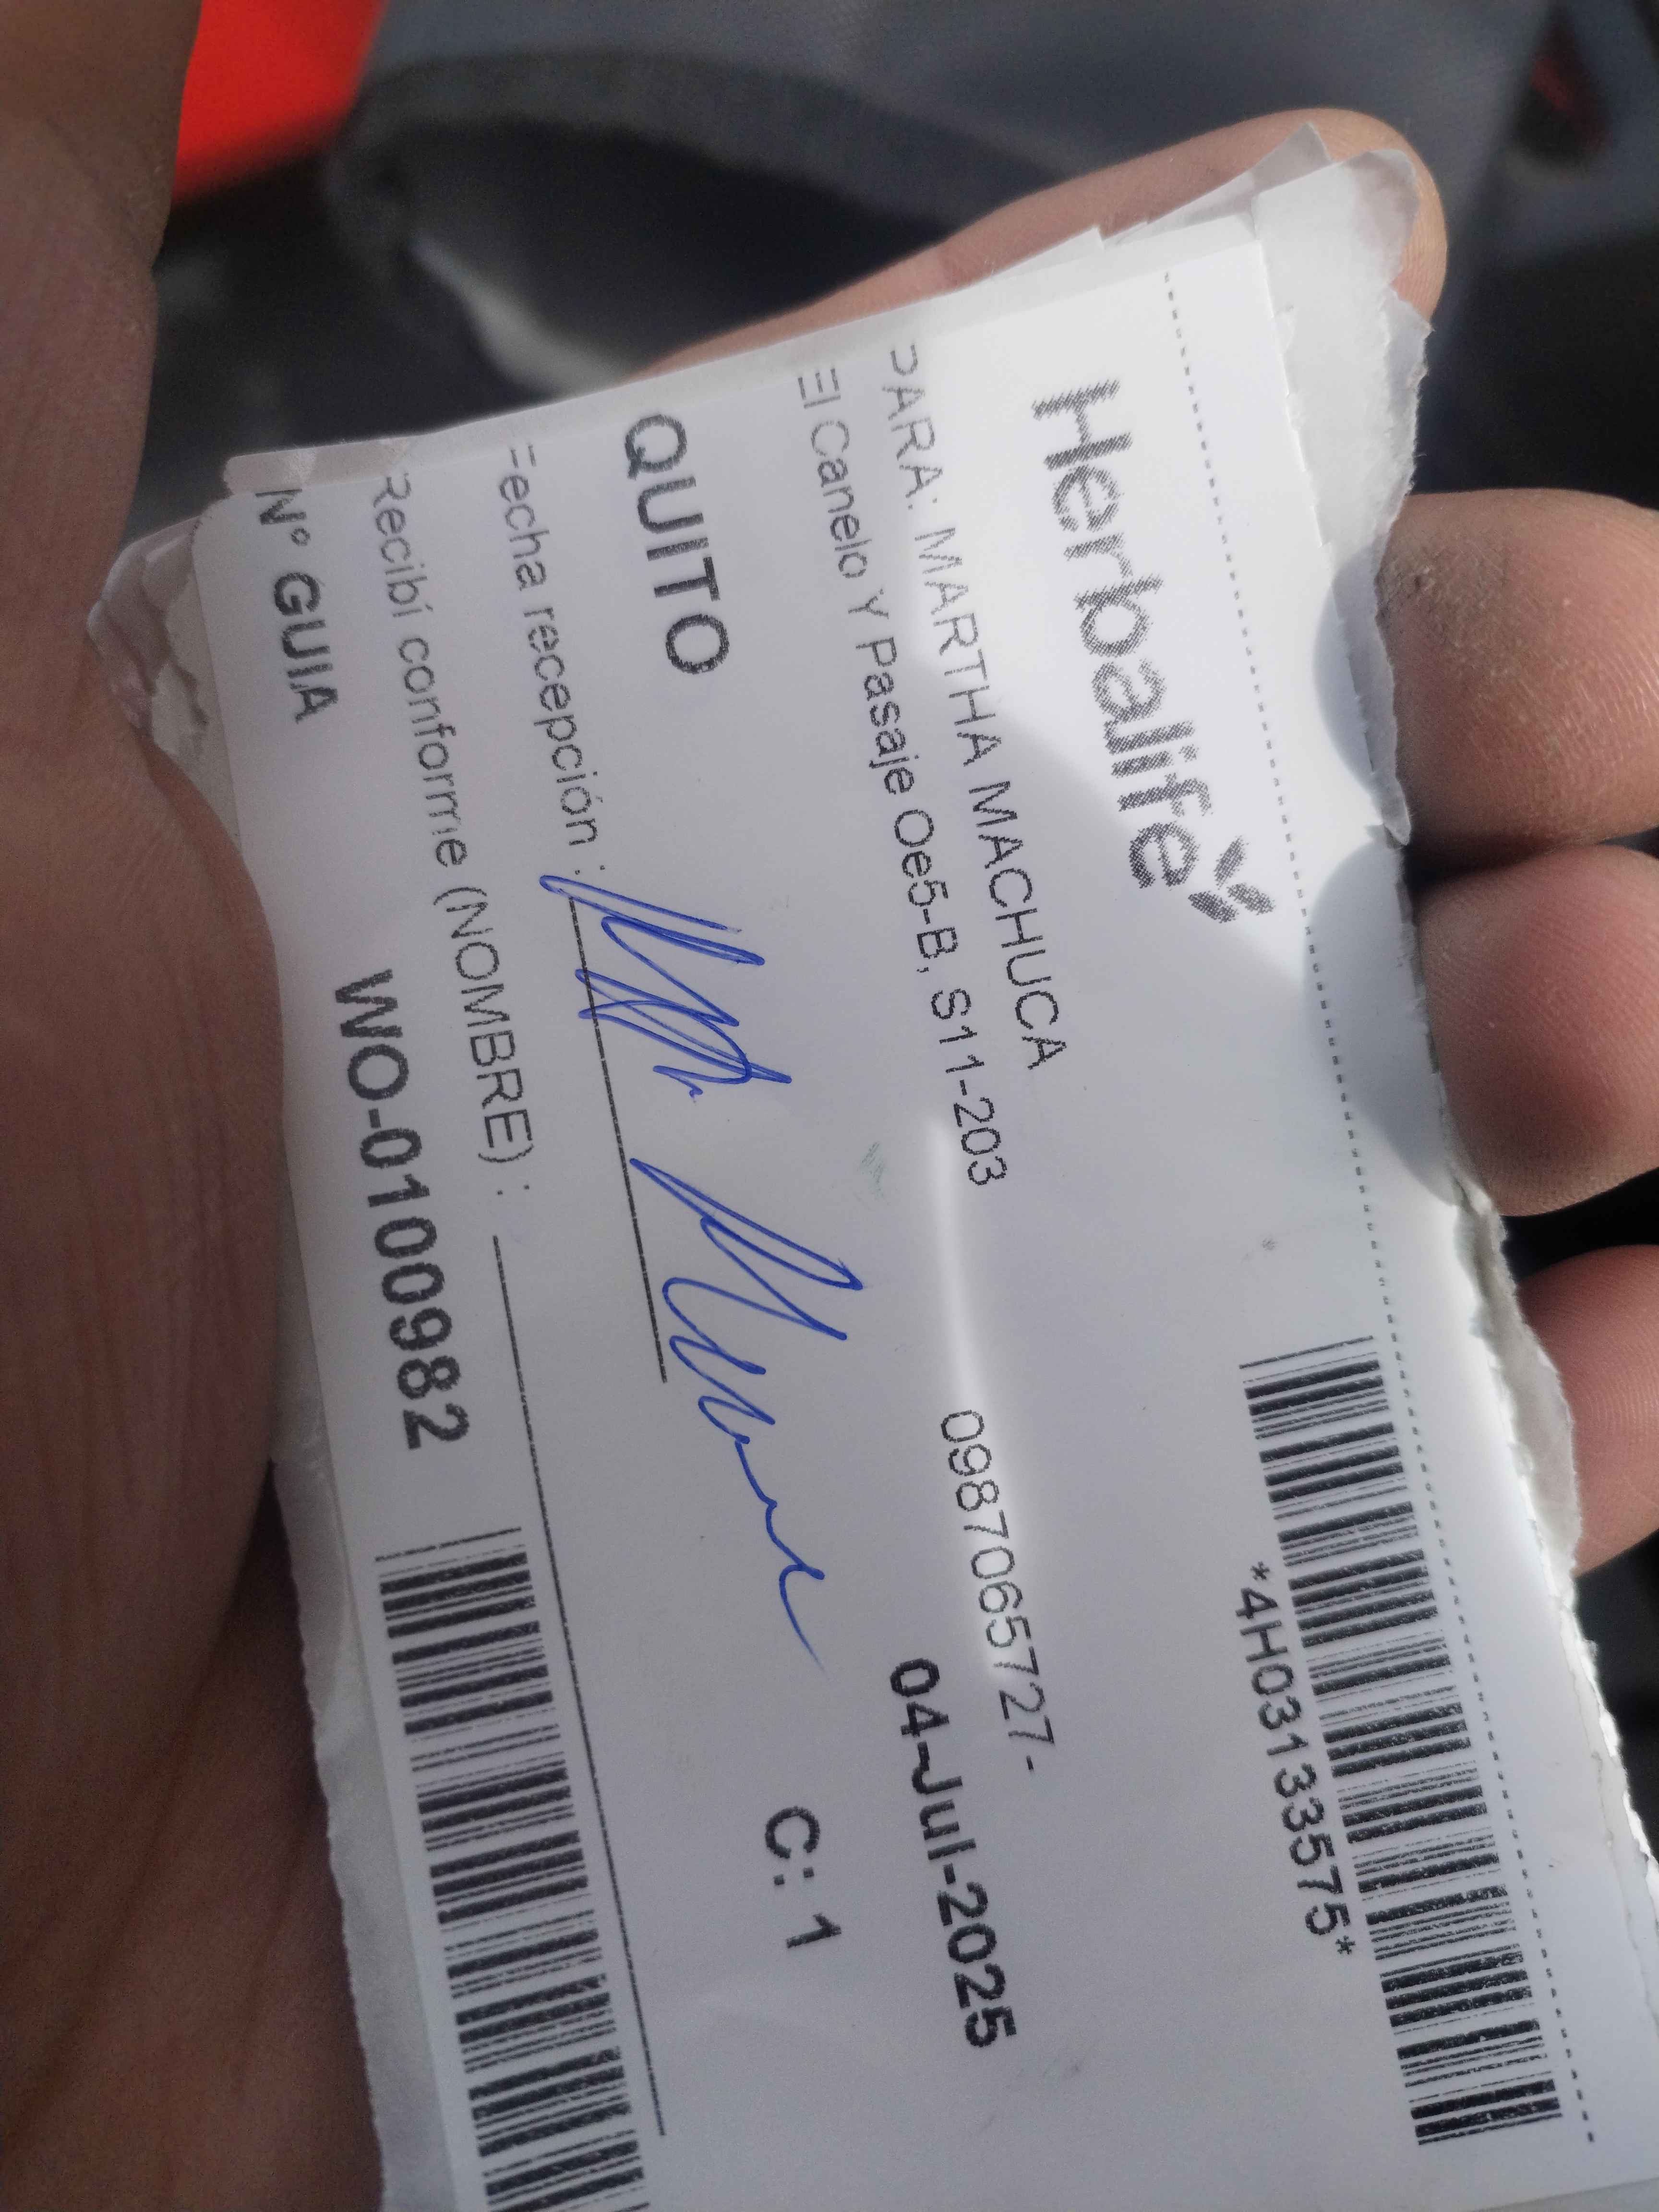 Herbalife
*4H03133575*
PARA: MARTHA MACHUCA
El Canelo Y Pasaje Oe5-B, S11-203 0987065727-
04-Jul-2025
QUITO C: 1
Fecha recepción :
Recibí conforme (NOMBRE) :
N° GUIA WO-0100982